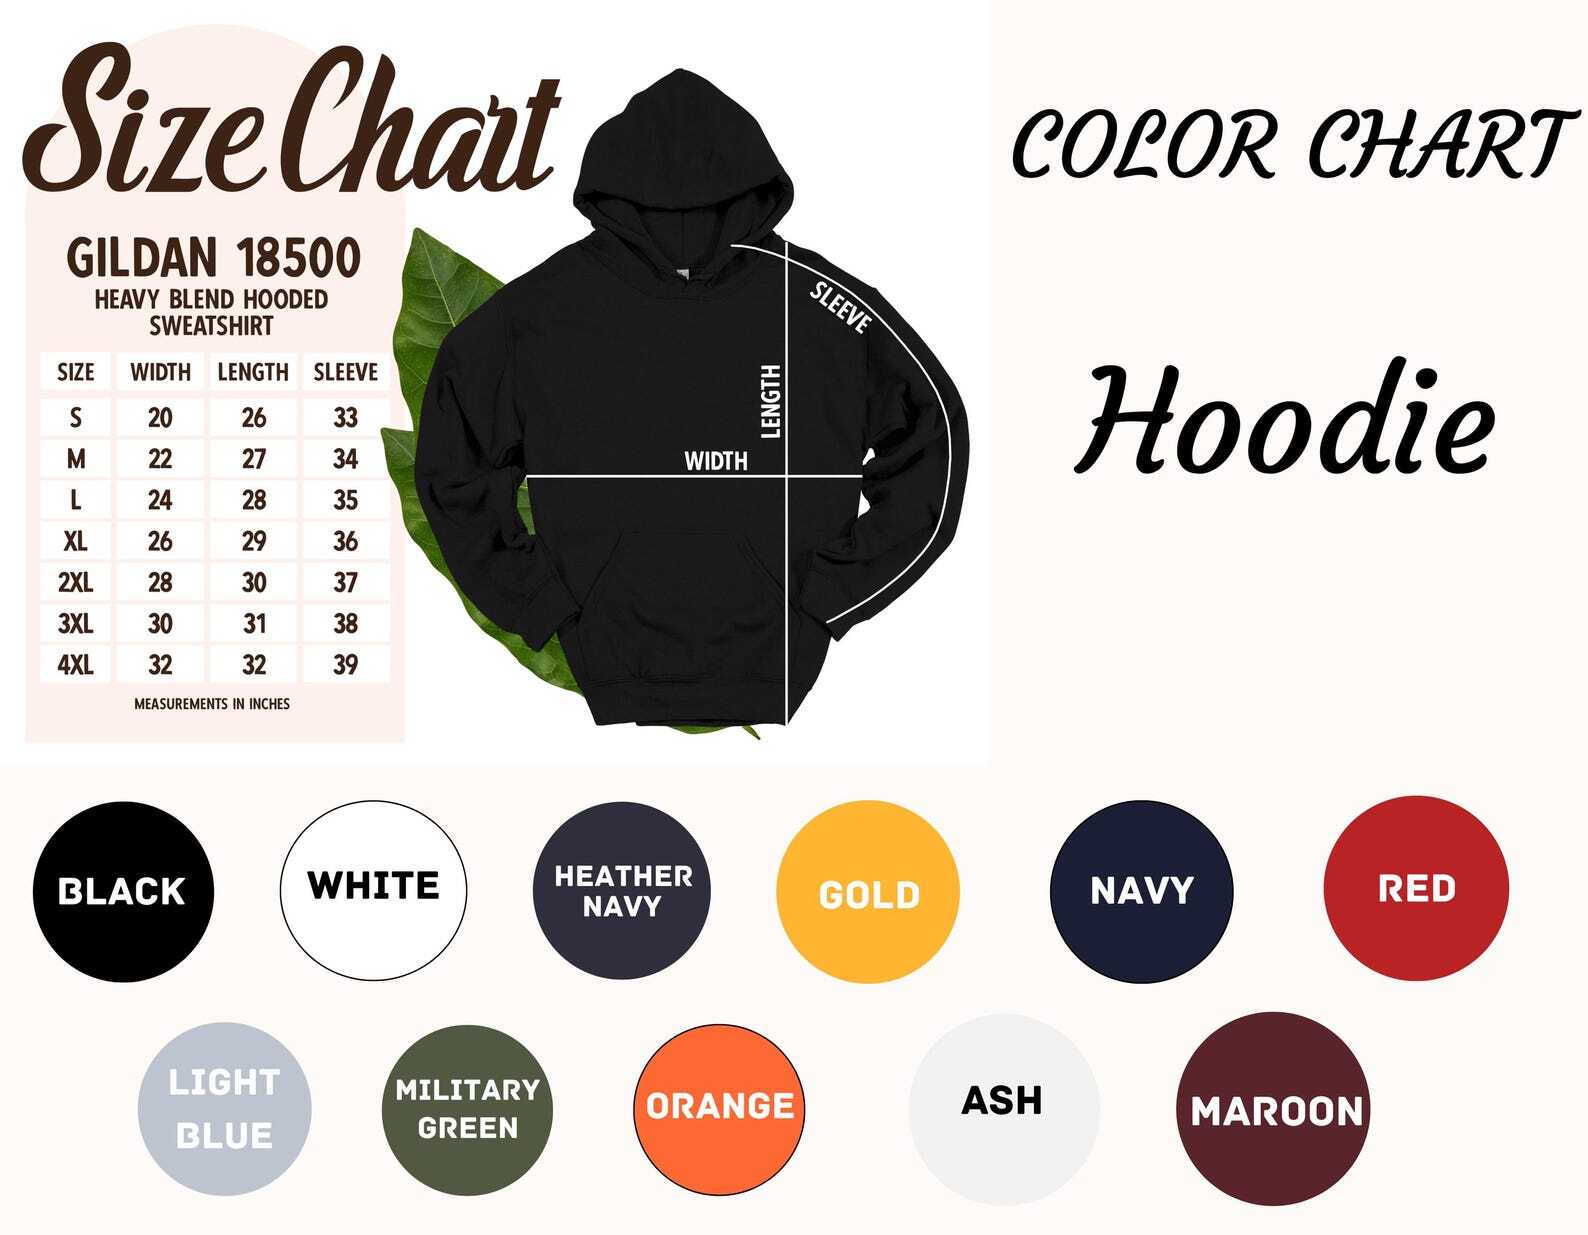 Size Chart
GILDAN 18500
HEAVY BLEND HOODED
SWEATSHIRT
SIZE WIDTH LENGTH SLEEVE
S 20 26 33
M 22 27 34
L 24 28 35
XL 26 29 36
2XL 28 30 37
3XL 30 31 38
4XL 32 32 39
MEASUREMENTS IN INCHES
SLEEVE
LENGTH
WIDTH
COLOR CHART
Hoodie
BLACK
WHITE
HEATHER
NAVY
GOLD
NAVY
RED
LIGHT
BLUE
MILITARY
GREEN
ORANGE
ASH
MAROON